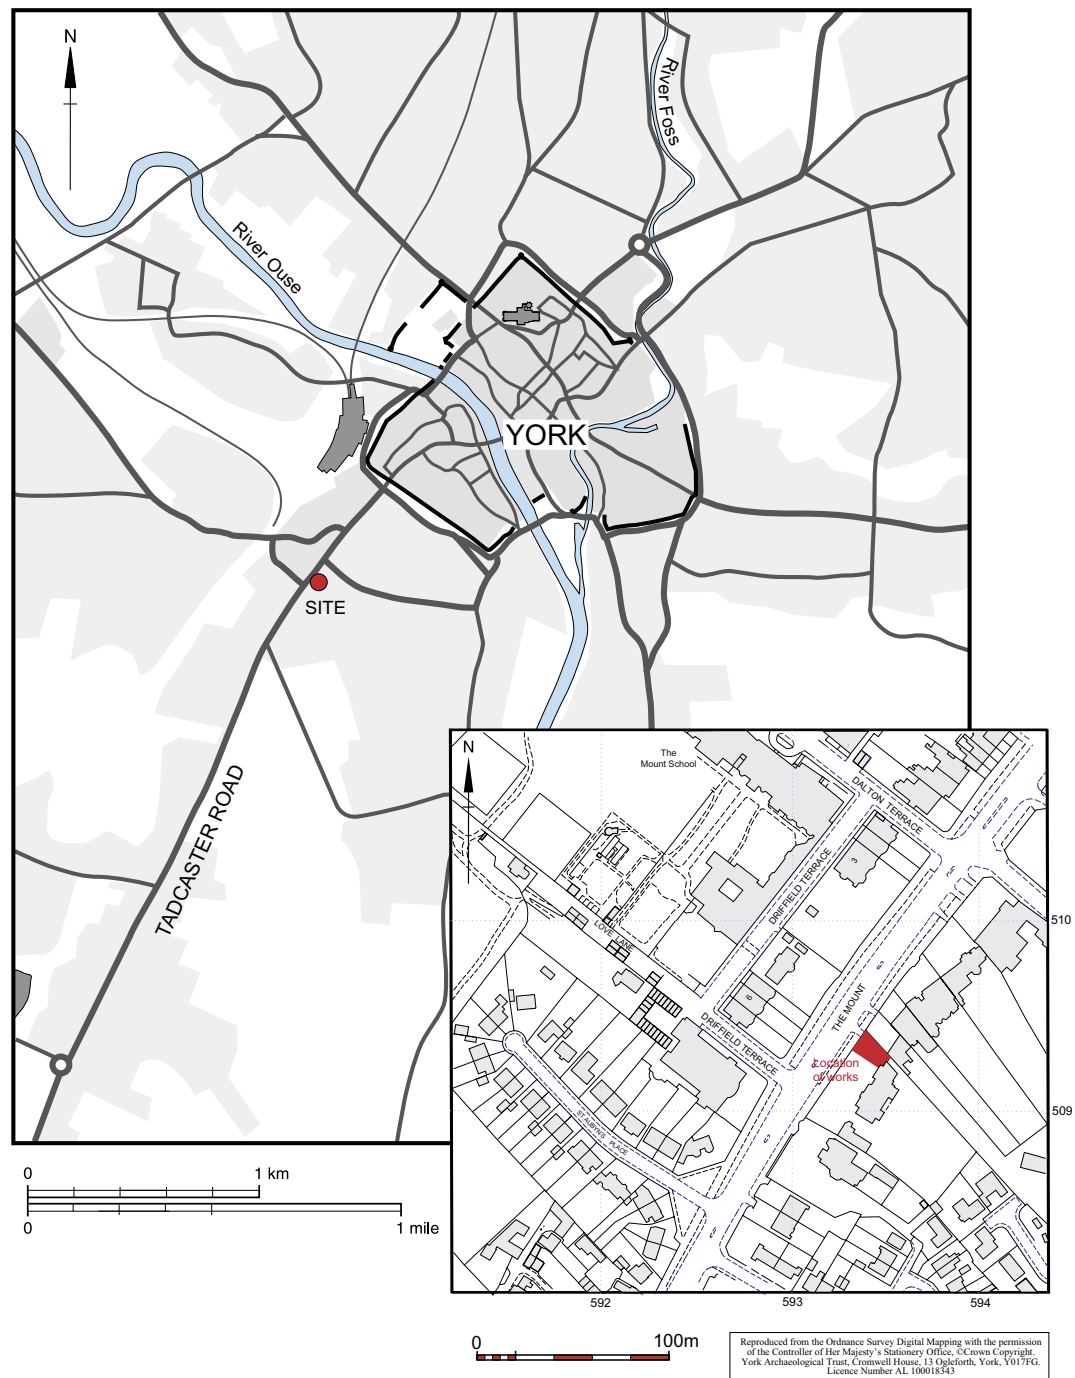 N
River Foss
River Ouse
YORK
SITE
TADCASTER ROAD
N
The
Mount School
DALTON TERRACE
3
DRIFFIELD TERRACE
LOVE LANE
510
THE MOUNT
6
DRIFFIELD TERRACE
Location
of works
509
ST AUBYN'S PLACE
0
1 km
0
1 mile
592
593
594
0
100m
Reproduced from the Ordnance Survey Digital Mapping with the permission
of the Controller of Her Majesty's Stationery Office, ©Crown Copyright.
York Archaeological Trust, Cromwell House, 13 Ogleforth, York, Y017FG.
Licence Number AL 100018343